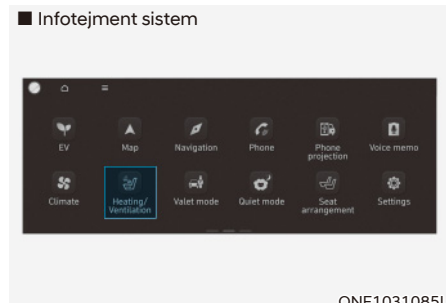 Infotejment sistem
EV
Map
Navigation
Phone
Phone
projection
Voice memo
Climate
Heating/
Ventilation
Valet mode
Quiet mode
Seat
arrangement
Settings